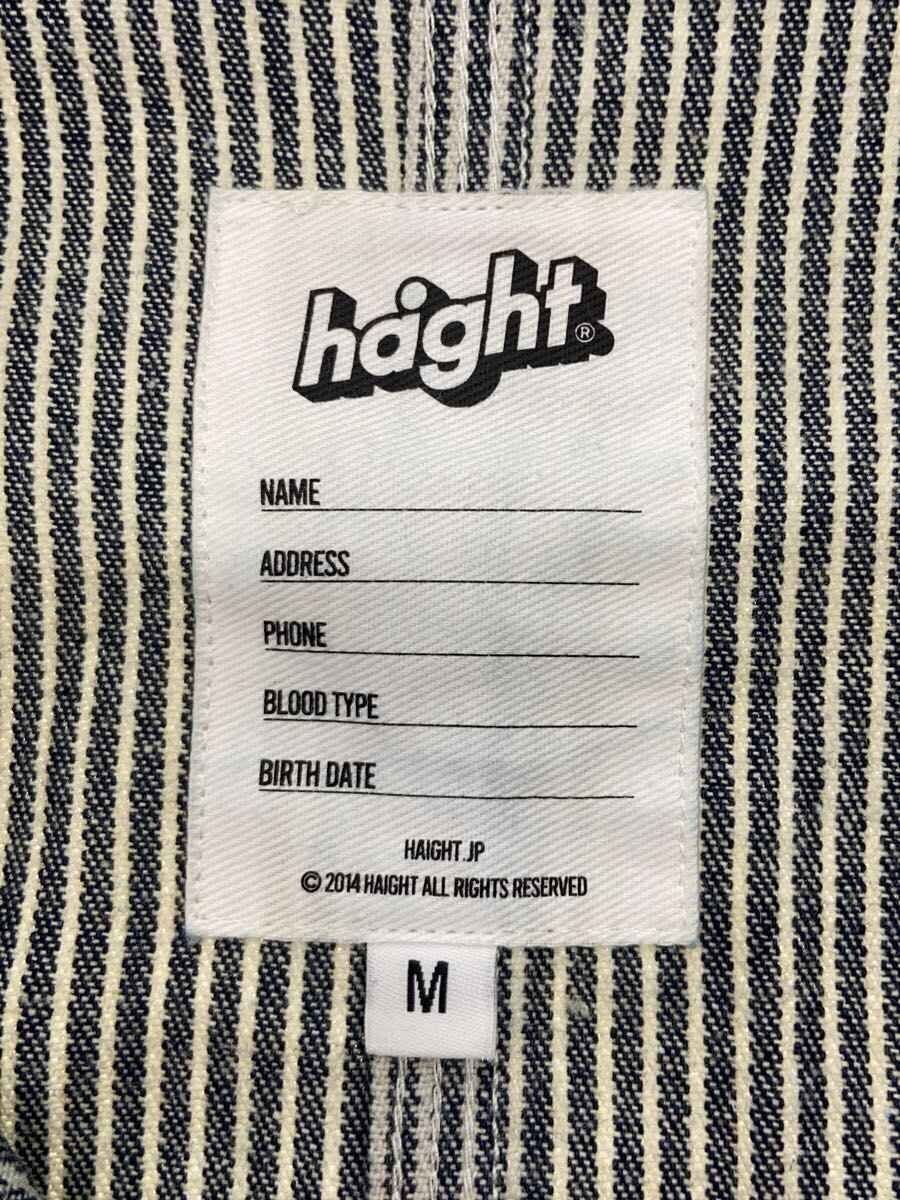 haight®
NAME
ADDRESS
PHONE
BLOOD TYPE
BIRTH DATE
HAIGHT.JP
© 2014 HAIGHT ALL RIGHTS RESERVED
M